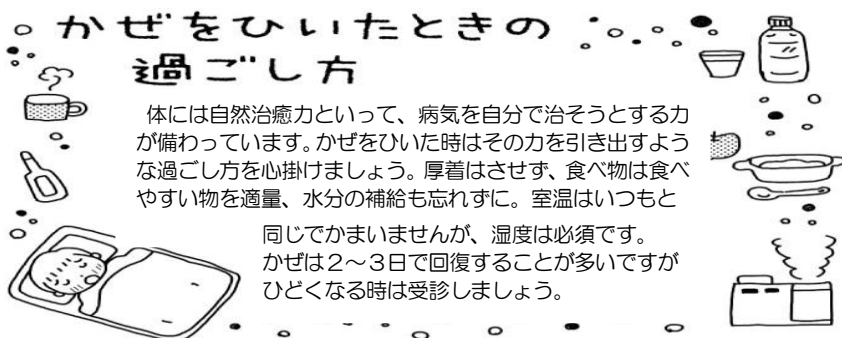 かぜをひいたときの
過ごし方
体には自然治癒力といって、病気を自分で治そうとする力
が備わっています。かぜをひいた時はその力を引き出すよう
な過ごし方を心掛けましょう。厚着はさせず、食べ物は食べ
やすい物を適量、水分の補給も忘れずに。室温はいつもと
同じでかまいませんが、湿度は必須です。
かぜは２～３日で回復することが多いですが
ひどくなる時は受診しましょう。